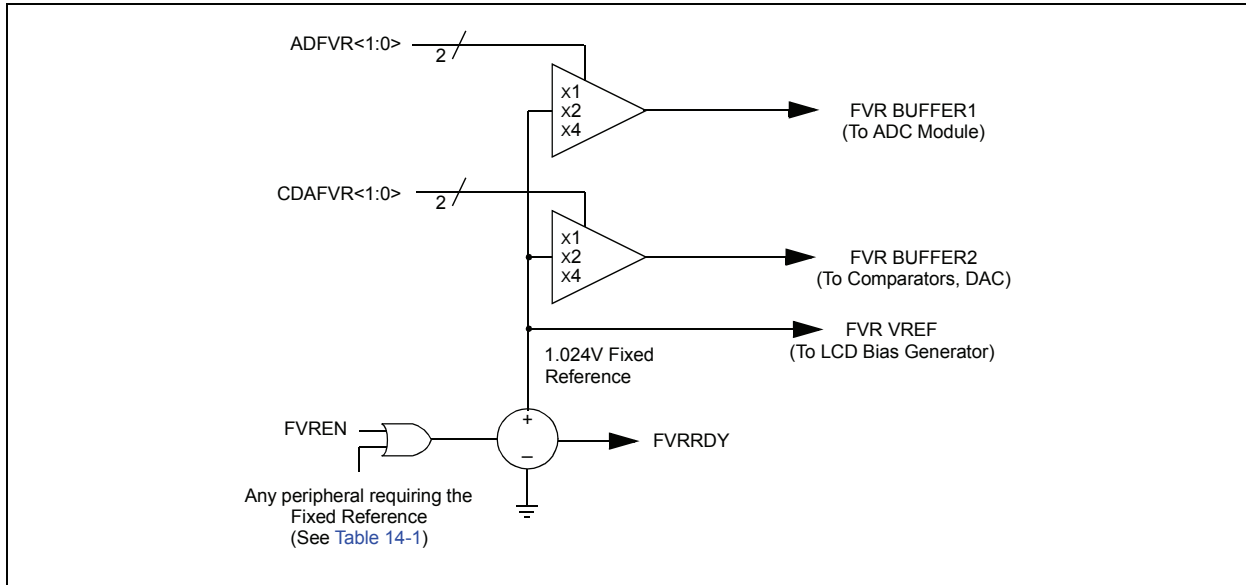 ADFVR<1:0>
2
x1
x2
x4
FVR BUFFER1
(To ADC Module)
CDAFVR<1:0>
2
x1
x2
x4
FVR BUFFER2
(To Comparators, DAC)
FVR VREF
(To LCD Bias Generator)
1.024V Fixed
Reference
+
_
FVREN
FVRRDY
Any peripheral requiring the
Fixed Reference
(See Table 14-1)